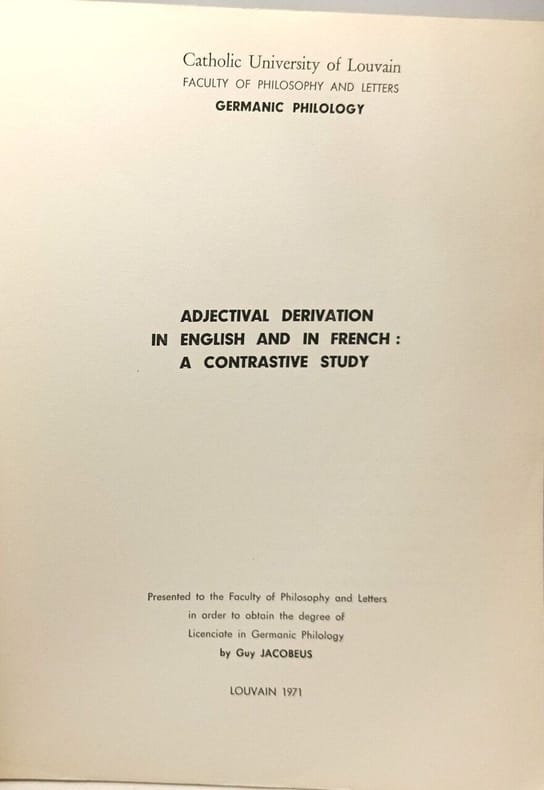 Catholic University of Louvain
FACULTY OF PHILOSOPHY AND LETTERS
GERMANIC PHILOLOGY
ADJECTIVAL DERIVATION
IN ENGLISH AND IN FRENCH :
A CONTRASTIVE STUDY
Presented to the Faculty of Philosophy and Letters
in order to obtain the degree of
Licenciate in Germanic Philology
by Guy JACOBEUS
LOUVAIN 1971